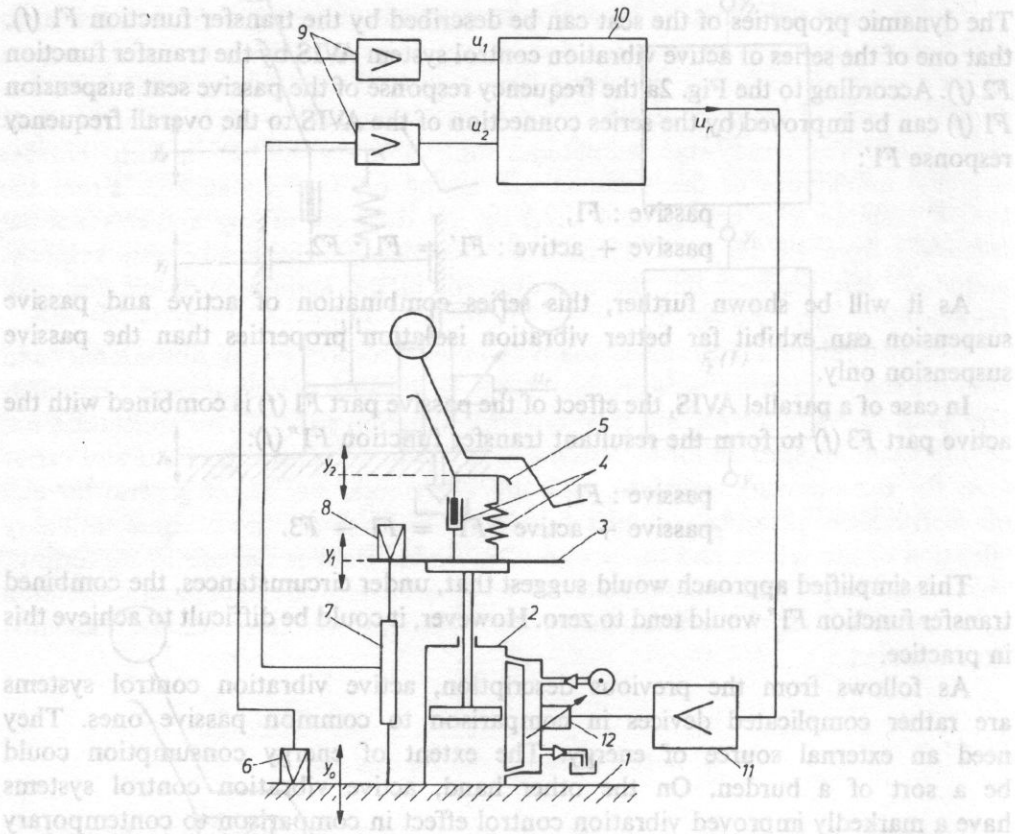 The dynamic properties of the seat can be described by the transfer function F1 (f),
that one of the series of active vibration control system AVIS by the transfer function
F2 (f). According to the Fig. 2a the frequency response of the passive seat suspension
F1 (f) can be improved by the series connection of the AVIS to the overall frequency
response F1':
passive : F1,
passive + active : F1' = F1 · F2.
As it will be shown further, this series combination of active and passive
suspension can exhibit far better vibration isolation properties than the passive
suspension only.
In case of a parallel AVIS, the effect of the passive part F1 (f) is combined with the
active part F3 (f) to form the resultant transfer function F1" (f):
passive : F1
passive + active : F1" = F1 + F3.
This simplified approach would suggest that, under circumstances, the combined
transfer function F1" would tend to zero. However, it could be difficult to achieve this
in practice.
As follows from the previous description, active vibration control systems
are rather complicated devices in comparison to common passive ones. They
need an external source of energy. The extent of energy consumption could
be a sort of a burden. On the other hand, active vibration control systems
have a markedly improved vibration control effect in comparison to contemporary
9
u1
10
u2
ur
5
y2
4
8
3
y1
7
2
12
6
y0
1
11